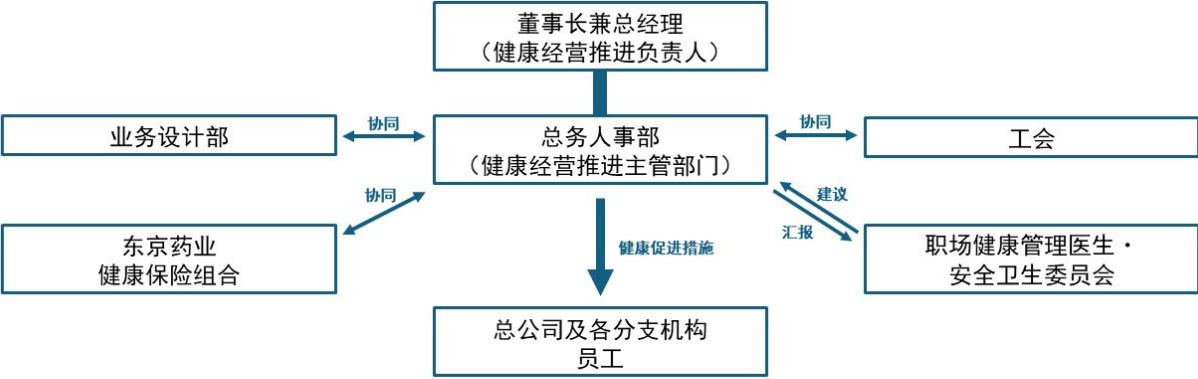 董事长兼总经理
（健康经营推进负责人）
业务设计部
协同
总务人事部
（健康经营推进主管部门）
协同
工会
东京药业
健康保险组合
协同
健康促进措施
建议
汇报
职场健康管理医生・
安全卫生委员会
总公司及各分支机构
员工